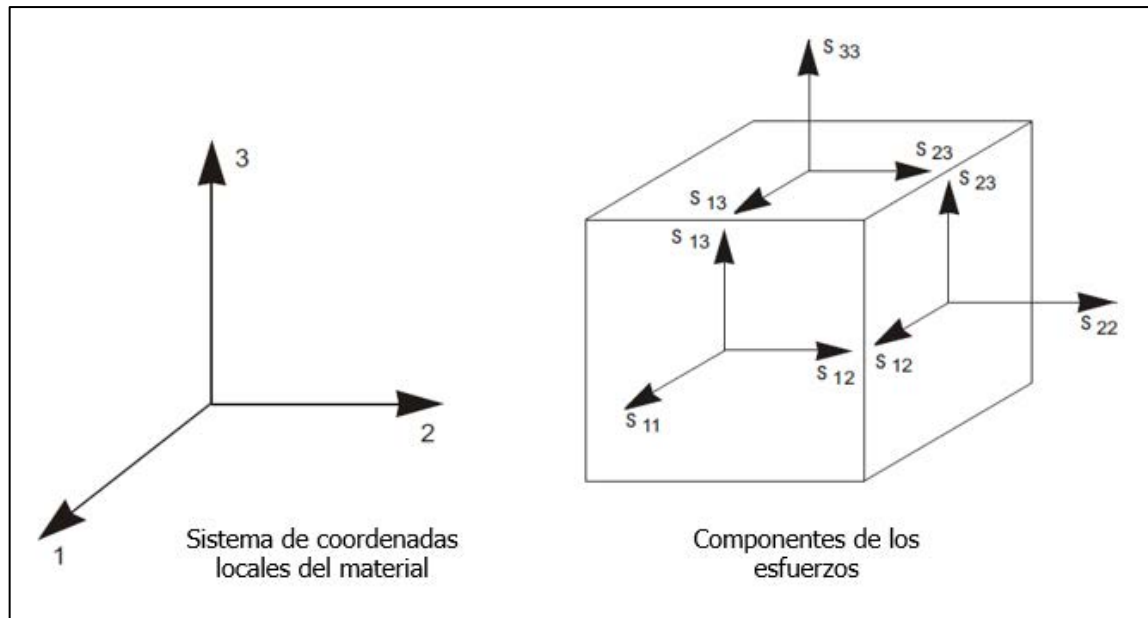 3
2
1
Sistema de coordenadas
locales del material
S 33
S 23
S 23
S 13
S 13
S 22
S 12
S 12
S 11
Componentes de los
esfuerzos